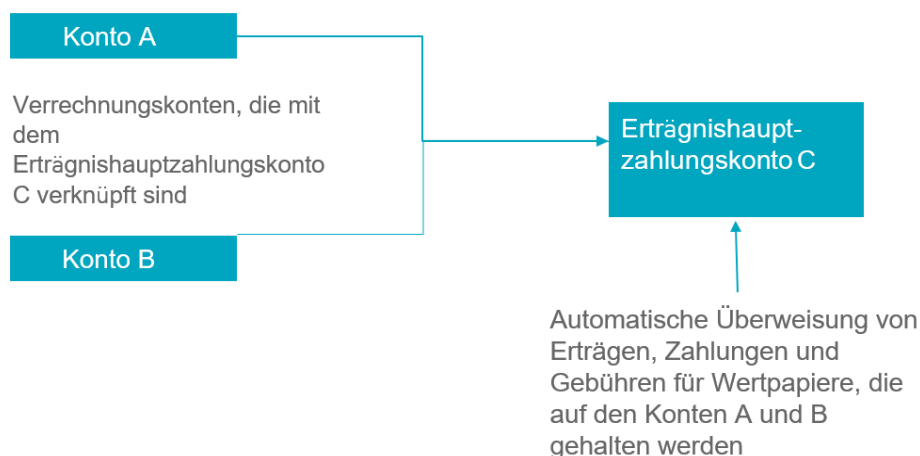 Konto A
Verrechnungskonten, die mit
dem
Erträgnishauptzahlungskonto
C verknüpft sind
Konto B
Erträgnishaupt-
zahlungskonto C
Automatische Überweisung von
Erträgen, Zahlungen und
Gebühren für Wertpapiere, die
auf den Konten A und B
gehalten werden